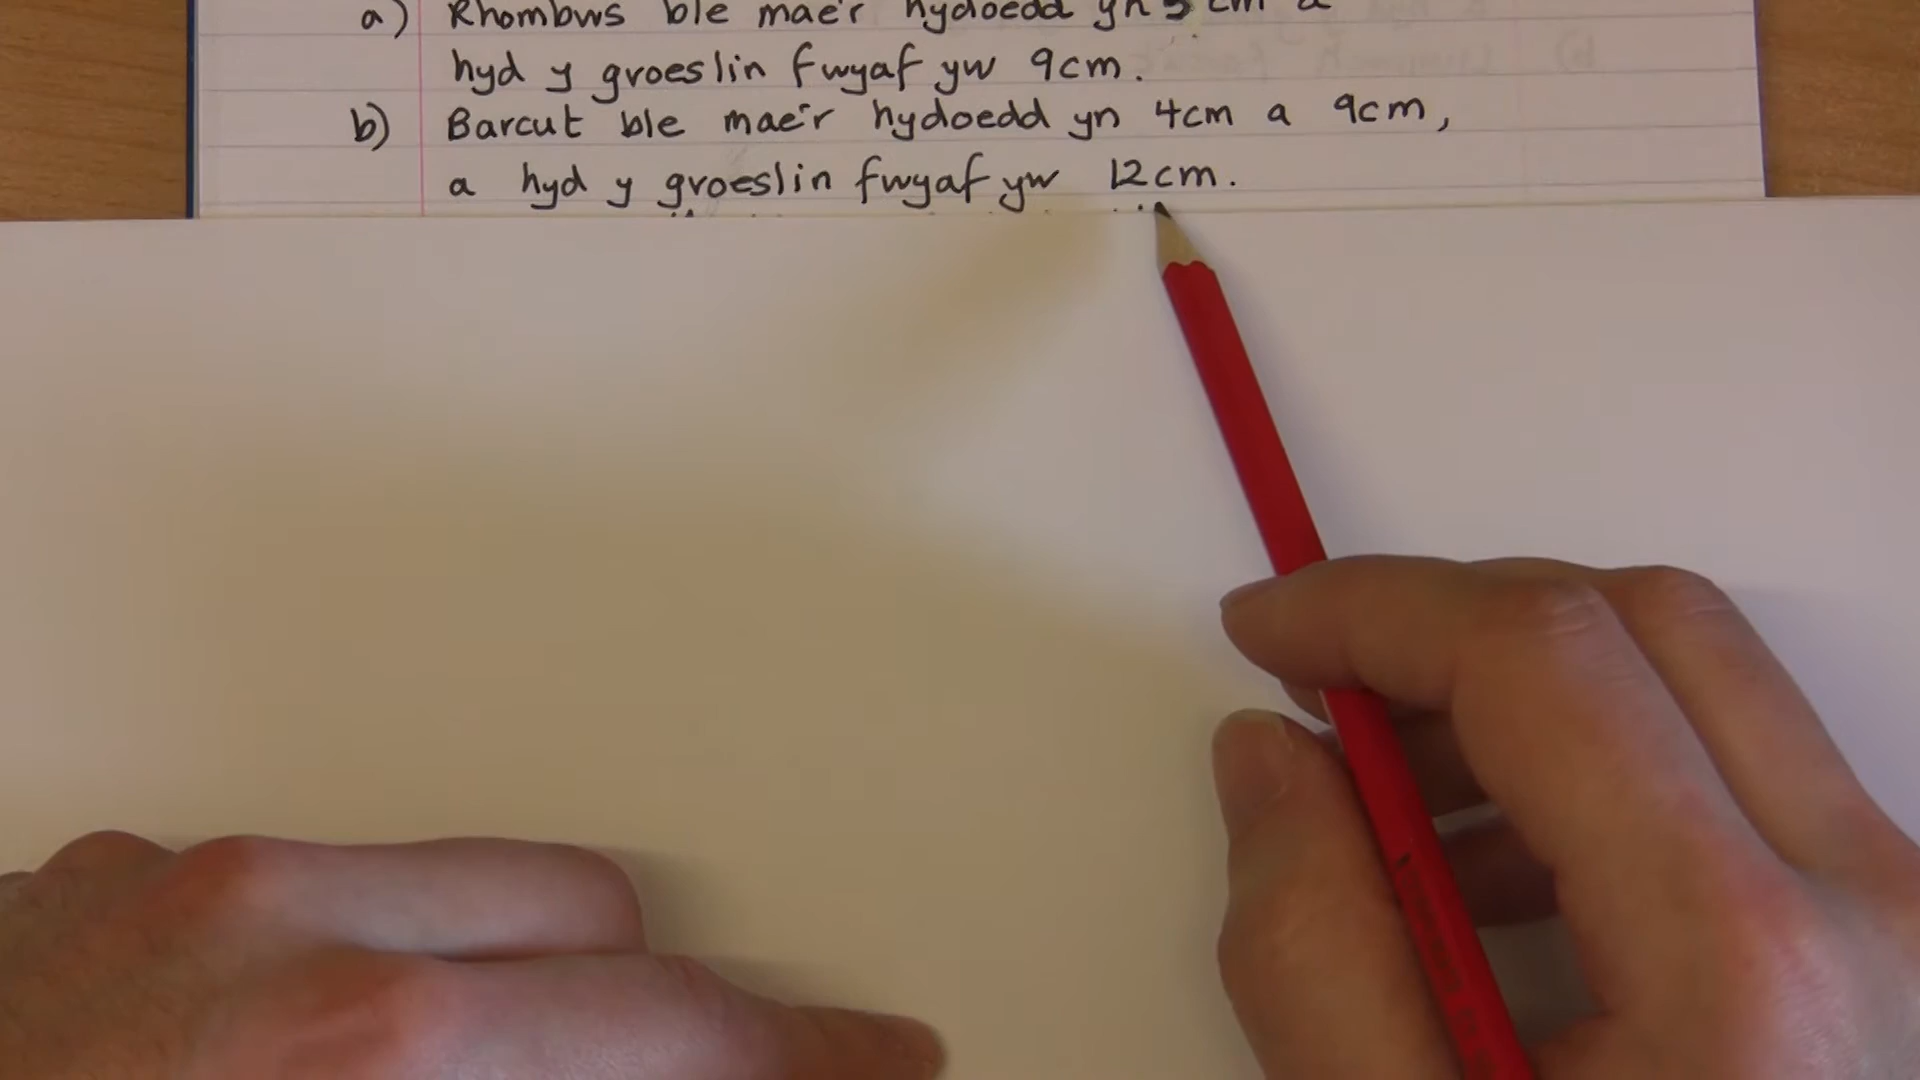 a) Rhombws ble mae'r hydoedd yn 5cm a
hyd y groeslin fwyaf yw 9cm.
b) Barcut ble mae'r hydoedd yn 4cm a 9cm,
a hyd y groeslin fwyaf yw 12cm.